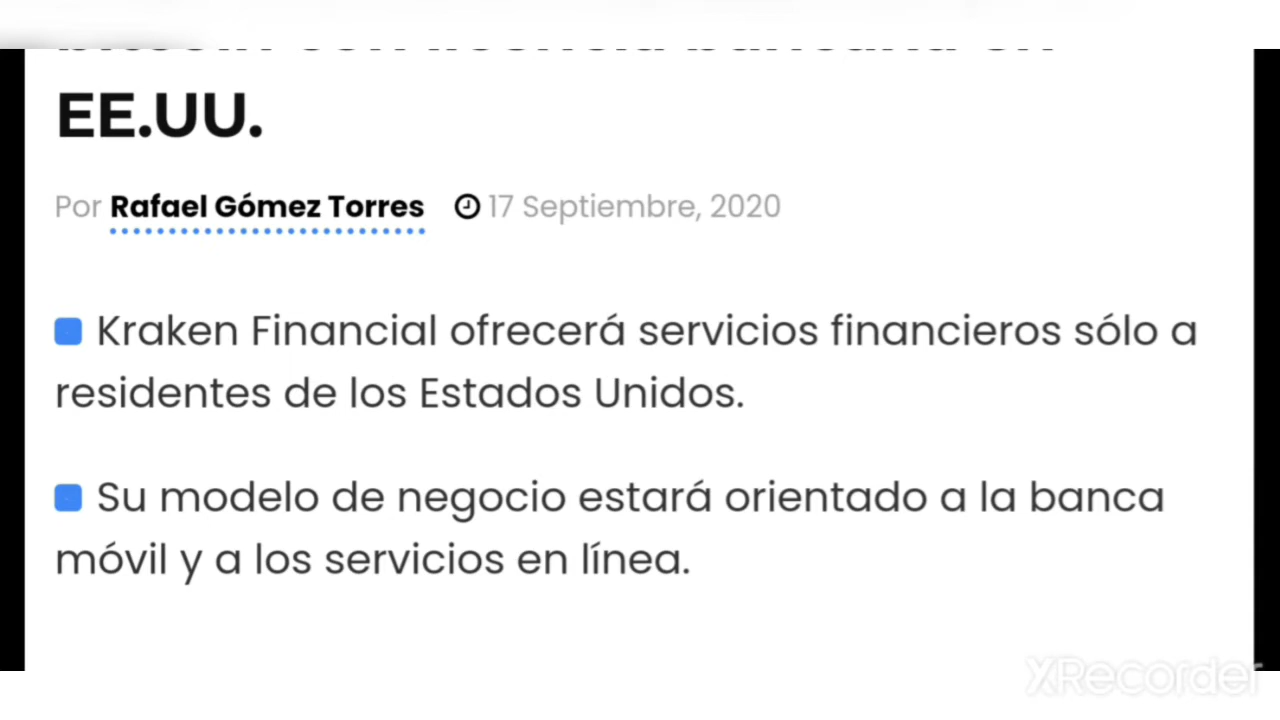 EE.UU.
Por Rafael Gómez Torres 17 Septiembre, 2020
Kraken Financial ofrecerá servicios financieros sólo a
residentes de los Estados Unidos.
Su modelo de negocio estará orientado a la banca
móvil y a los servicios en línea.
XRecorder